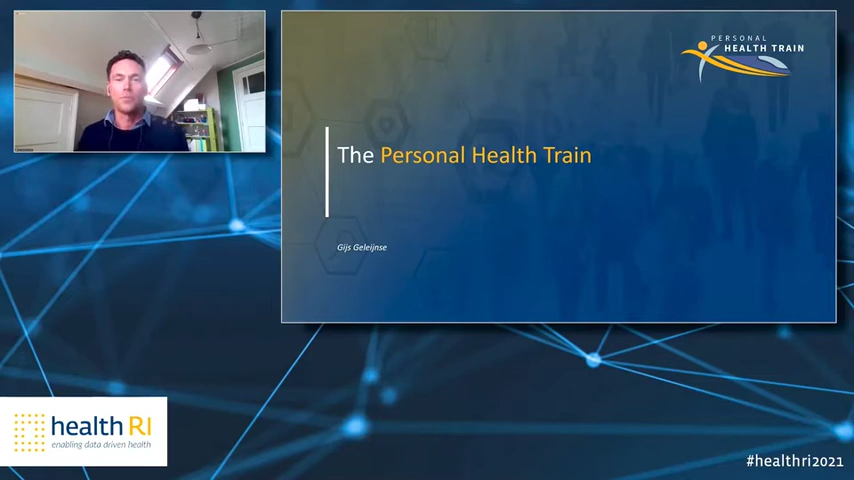 PERSONAL
HEALTH TRAIN
The Personal Health Train
Gijs Geleijnse
health RI
enabling data driven health
#healthri2021